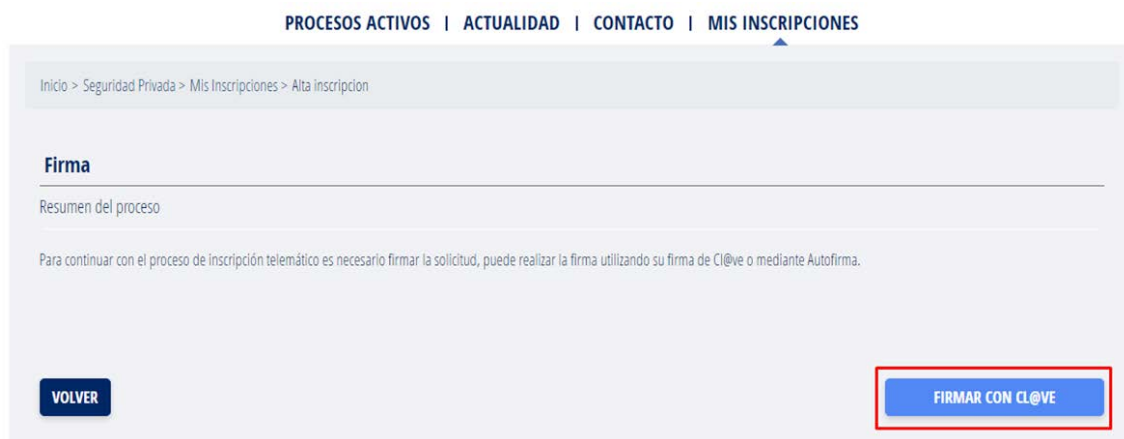 PROCESOS ACTIVOS | ACTUALIDAD | CONTACTO | MIS INSCRIPCIONES
Inicio > Seguridad Privada > Mis Inscripciones > Alta inscripcion
Firma
Resumen del proceso
Para continuar con el proceso de inscripción telemático es necesario firmar la solicitud, puede realizar la firma utilizando su firma de Cl@ve o mediante Autofirma.
VOLVER
FIRMAR CON CL@VE